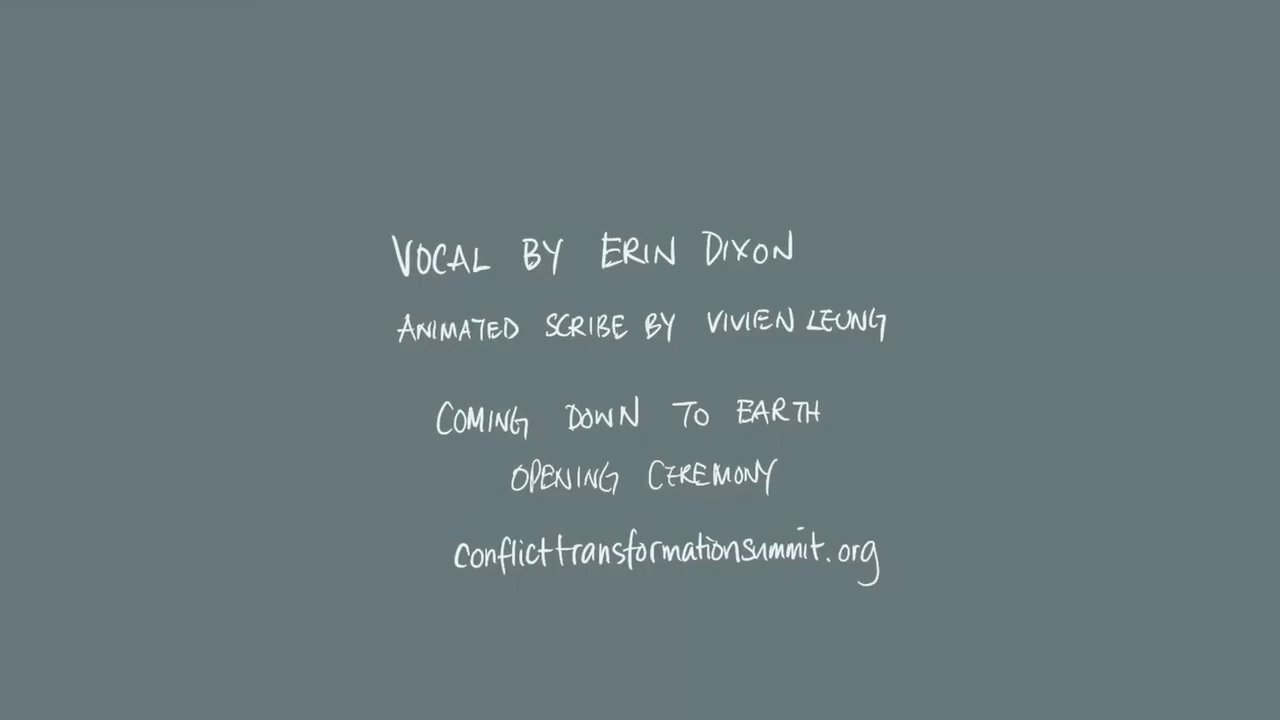 VOCAL BY ERIN DIXON
ANIMATED SCRIBE BY VIVIEN LEUNG
COMING DOWN TO EARTH
OPENING CEREMONY
conflicttransformationsummit.org